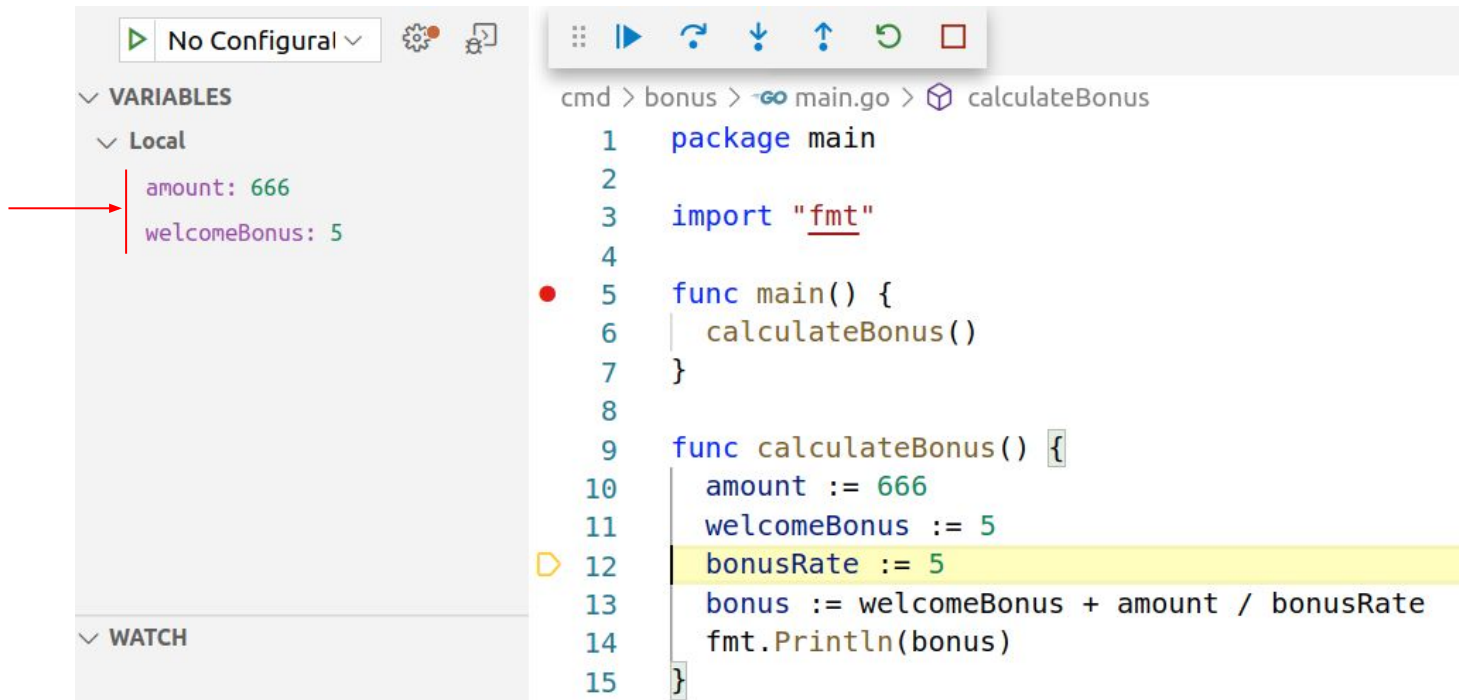 No Configurat
VARIABLES
Local
amount: 666
welcomeBonus: 5
WATCH
cmd > bonus > GO main.go > calculateBonus
1 package main
2
3 import "fmt"
4
5 func main() {
6 calculateBonus()
7 }
8
9 func calculateBonus() {
10 amount := 666
11 welcomeBonus := 5
12 bonusRate := 5
13 bonus := welcomeBonus + amount / bonusRate
14 fmt.Println(bonus)
15 }